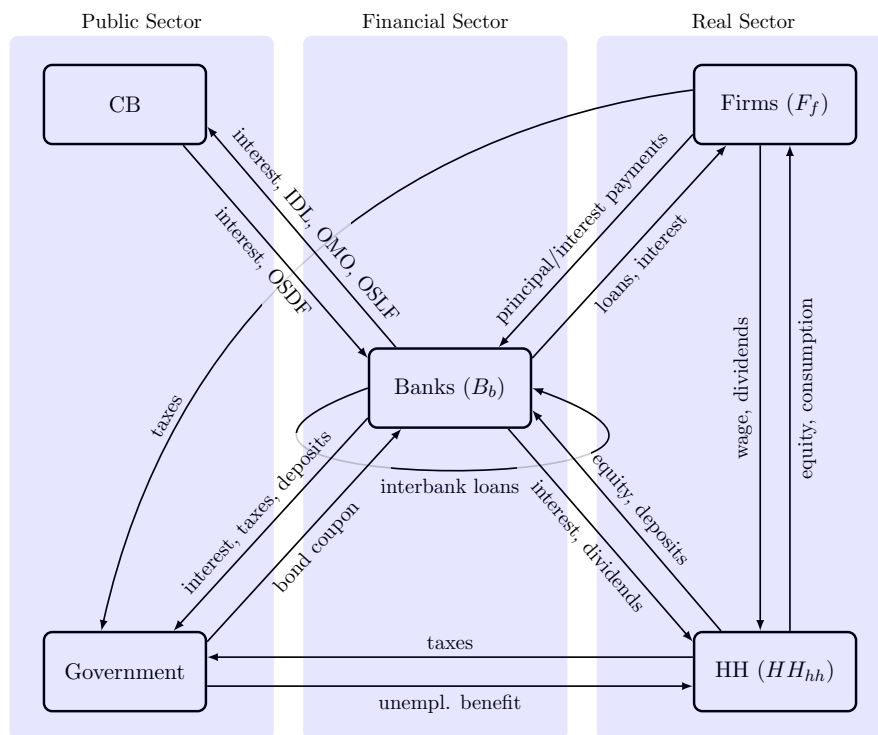 Public Sector
Financial Sector
Real Sector
CB
Firms ($F_f$)
interest, IDL, OMO, OSLF
interest, OSDF
principal/interest payments
loans, interest
taxes
wage, dividends
equity, consumption
Banks ($B_b$)
interest, taxes, deposits
bond coupon
interbank loans
equity, deposits
interest, dividends
Government
taxes
unempl. benefit
HH ($HH_{hh}$)